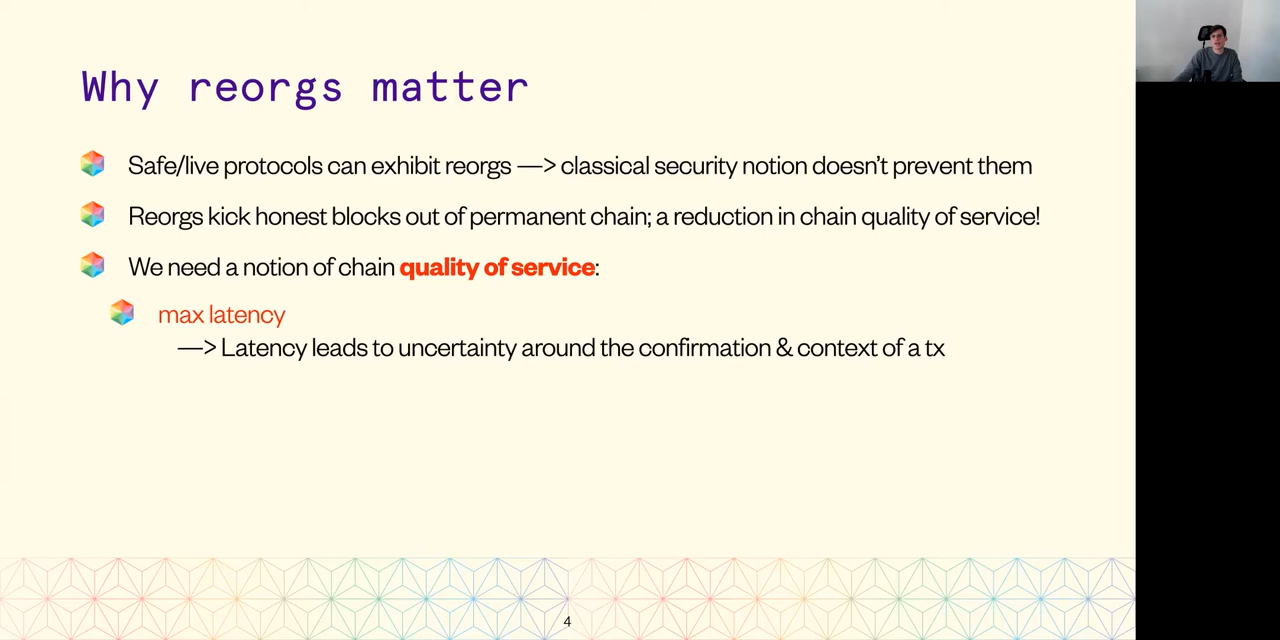 Why reorgs matter
Safe/live protocols can exhibit reorgs —> classical security notion doesn’t prevent them
Reorgs kick honest blocks out of permanent chain; a reduction in chain quality of service!
We need a notion of chain quality of service:
max latency
—> Latency leads to uncertainty around the confirmation & context of a tx
4